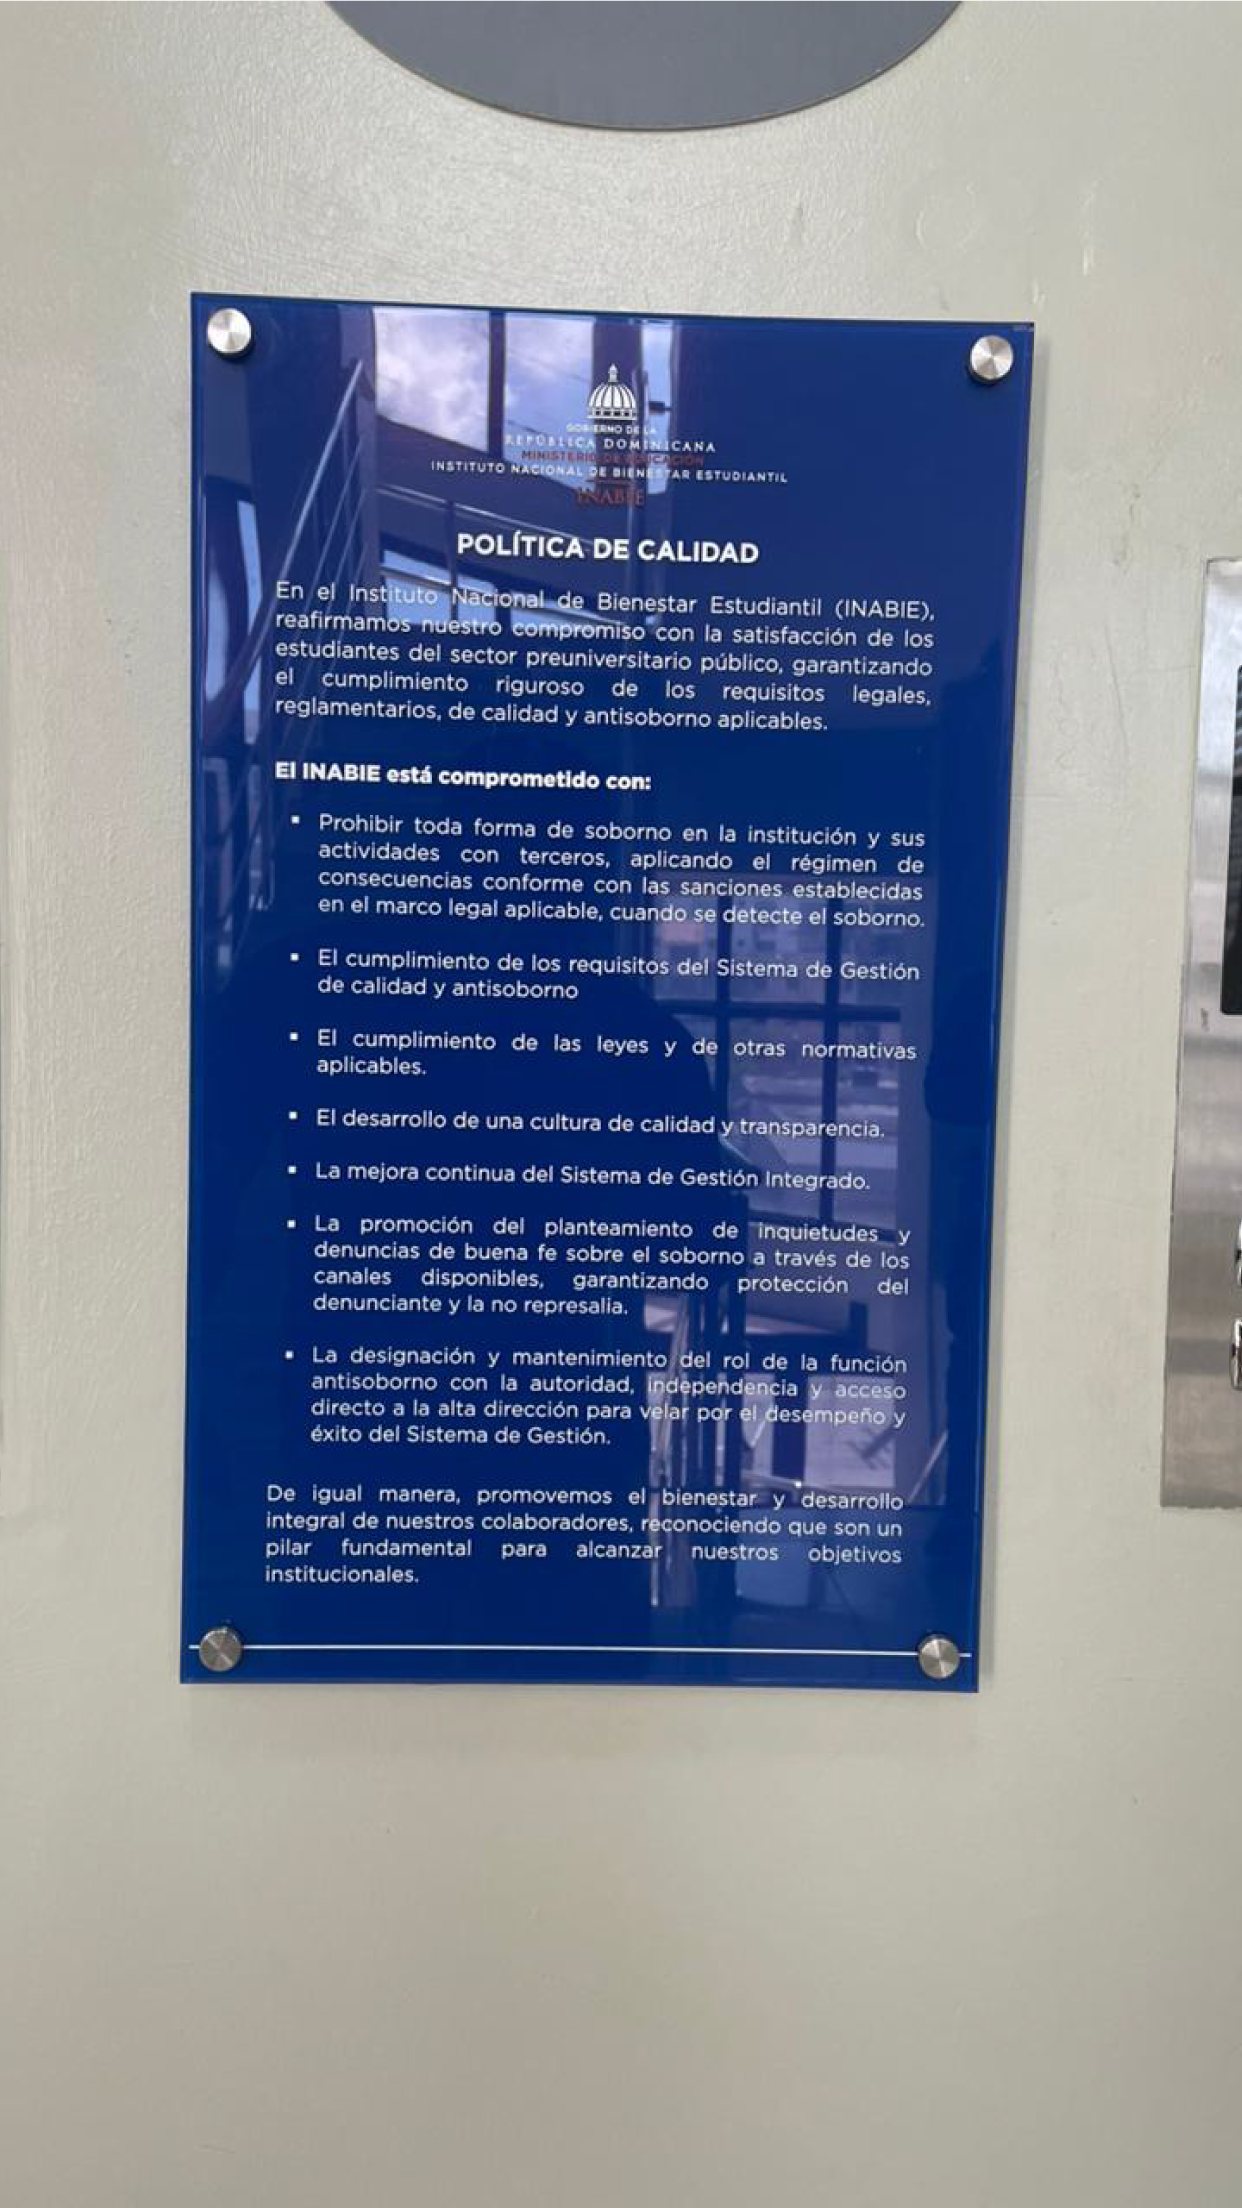 GOBIERNO DE LA
REPÚBLICA DOMINICANA
MINISTERIO DE EDUCACIÓN
INSTITUTO NACIONAL DE BIENESTAR ESTUDIANTIL
INABIE
POLÍTICA DE CALIDAD
En el Instituto Nacional de Bienestar Estudiantil (INABIE),
reafirmamos nuestro compromiso con la satisfacción de los
estudiantes del sector preuniversitario público, garantizando
el cumplimiento riguroso de los requisitos legales,
reglamentarios, de calidad y antisoborno aplicables.
El INABIE está comprometido con:
▪ Prohibir toda forma de soborno en la institución y sus
actividades con terceros, aplicando el régimen de
consecuencias conforme con las sanciones establecidas
en el marco legal aplicable, cuando se detecte el soborno.
▪ El cumplimiento de los requisitos del Sistema de Gestión
de calidad y antisoborno
▪ El cumplimiento de las leyes y de otras normativas
aplicables.
▪ El desarrollo de una cultura de calidad y transparencia.
▪ La mejora continua del Sistema de Gestión Integrado.
▪ La promoción del planteamiento de inquietudes y
denuncias de buena fe sobre el soborno a través de los
canales disponibles, garantizando protección del
denunciante y la no represalia.
▪ La designación y mantenimiento del rol de la función
antisoborno con la autoridad, independencia y acceso
directo a la alta dirección para velar por el desempeño y
éxito del Sistema de Gestión.
De igual manera, promovemos el bienestar y desarrollo
integral de nuestros colaboradores, reconociendo que son un
pilar fundamental para alcanzar nuestros objetivos
institucionales.